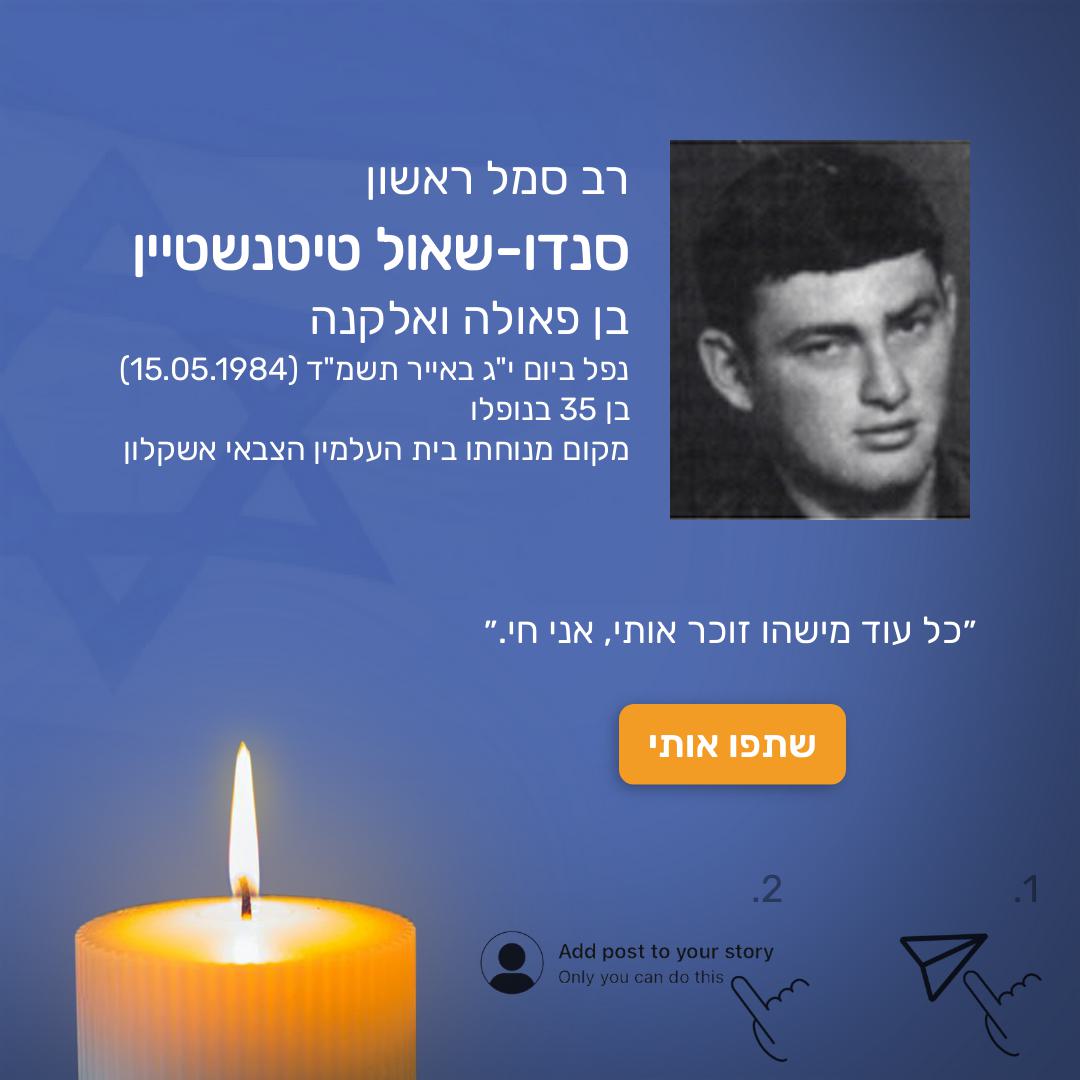 רב סמל ראשון
סנדו-שאול טיטנשטיין
בן פאולה ואלקנה
נפל ביום י"ג באייר תשמ"ד (15.05.1984)
בן 35 בנופלו
מקום מנוחתו בית העלמין הצבאי אשקלון
״כל עוד מישהו זוכר אותי, אני חי.״
שתפו אותי
.1
.2
Add post to your story
Only you can do this